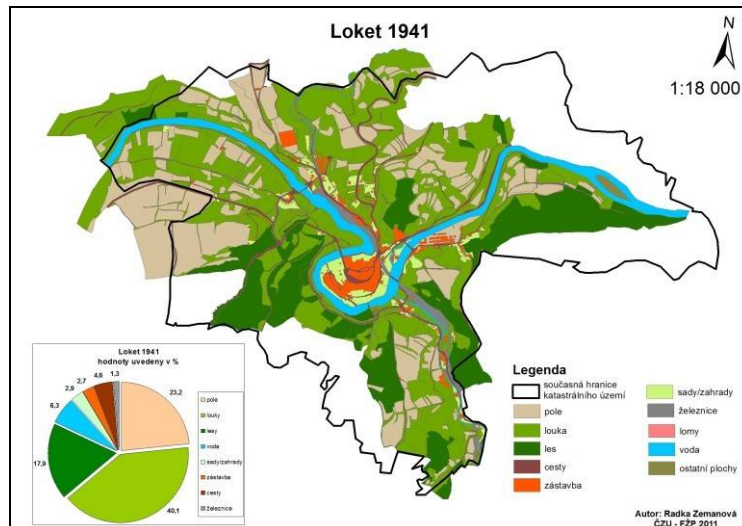 Loket 1941
N
1:18 000
Loket 1941
hodnoty uvedeny v %
1,3
4,6
2,7
2,9
6,3
17,9
23,2
40,1
pole
louky
lesy
voda
sady/zahrady
zástavba
cesty
železnice
Legenda
současná hranice
katastrálního území
pole
louka
les
cesty
zástavba
sady/zahrady
železnice
lomy
voda
ostatní plochy
Autor: Radka Zemanová
ČZU - FŽP 2011